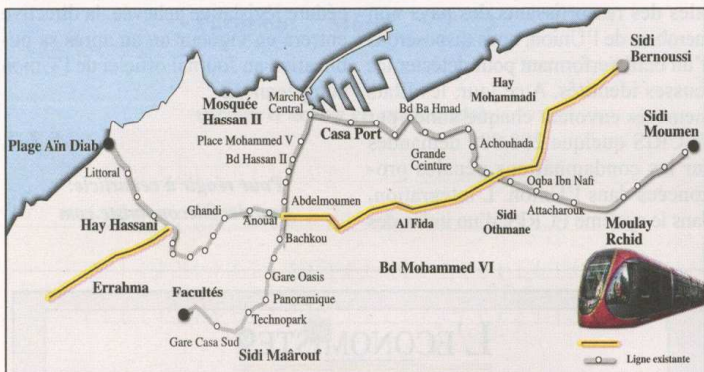 Sidi
Bernoussi
Hay
Mohammadi
Sidi
Moumen
Mosquée
Hassan II
Marché
Central
Casa Port
Bd Ba Hmad
Plage Aïn Diab
Place Mohammed V
Bd Hassan II
Grande
Ceinture
Achouhada
Littoral
Oqba Ibn Nafi
Hay Hassani
Ghandi
Anoual
Abdelmoumen
Al Fida
Sidi
Othmane
Attacharouk
Moulay
Rchid
Bachkou
Errahma
Gare Oasis
Bd Mohammed VI
Facultés
Panoramique
Technopark
Gare Casa Sud
Sidi Maârouf
Ligne existante